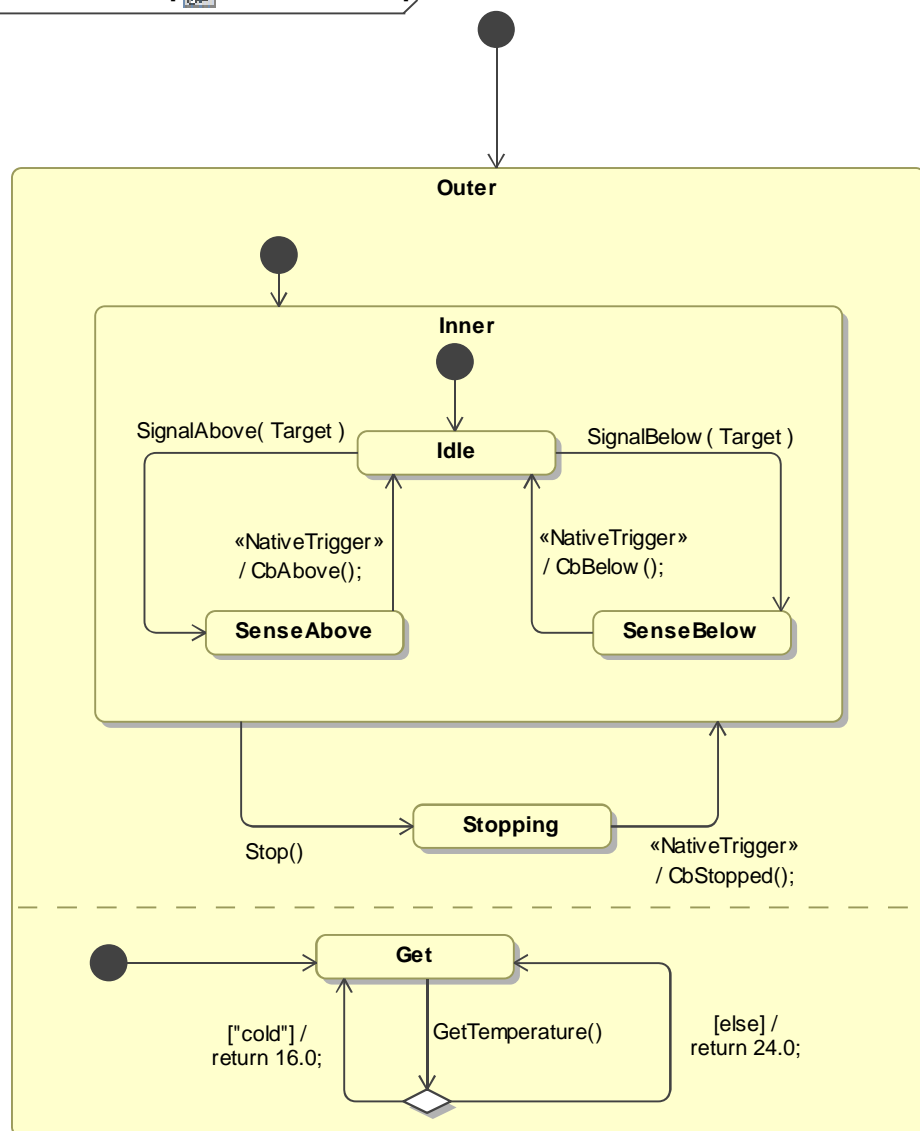 Outer
Inner
SignalAbove( Target )
Idle
SignalBelow ( Target )
«NativeTrigger»
/ CbAbove();
«NativeTrigger»
/ CbBelow ();
SenseAbove
SenseBelow
Stopping
Stop()
«NativeTrigger»
/ CbStopped();
Get
["cold"] /
return 16.0;
GetTemperature()
[else] /
return 24.0;